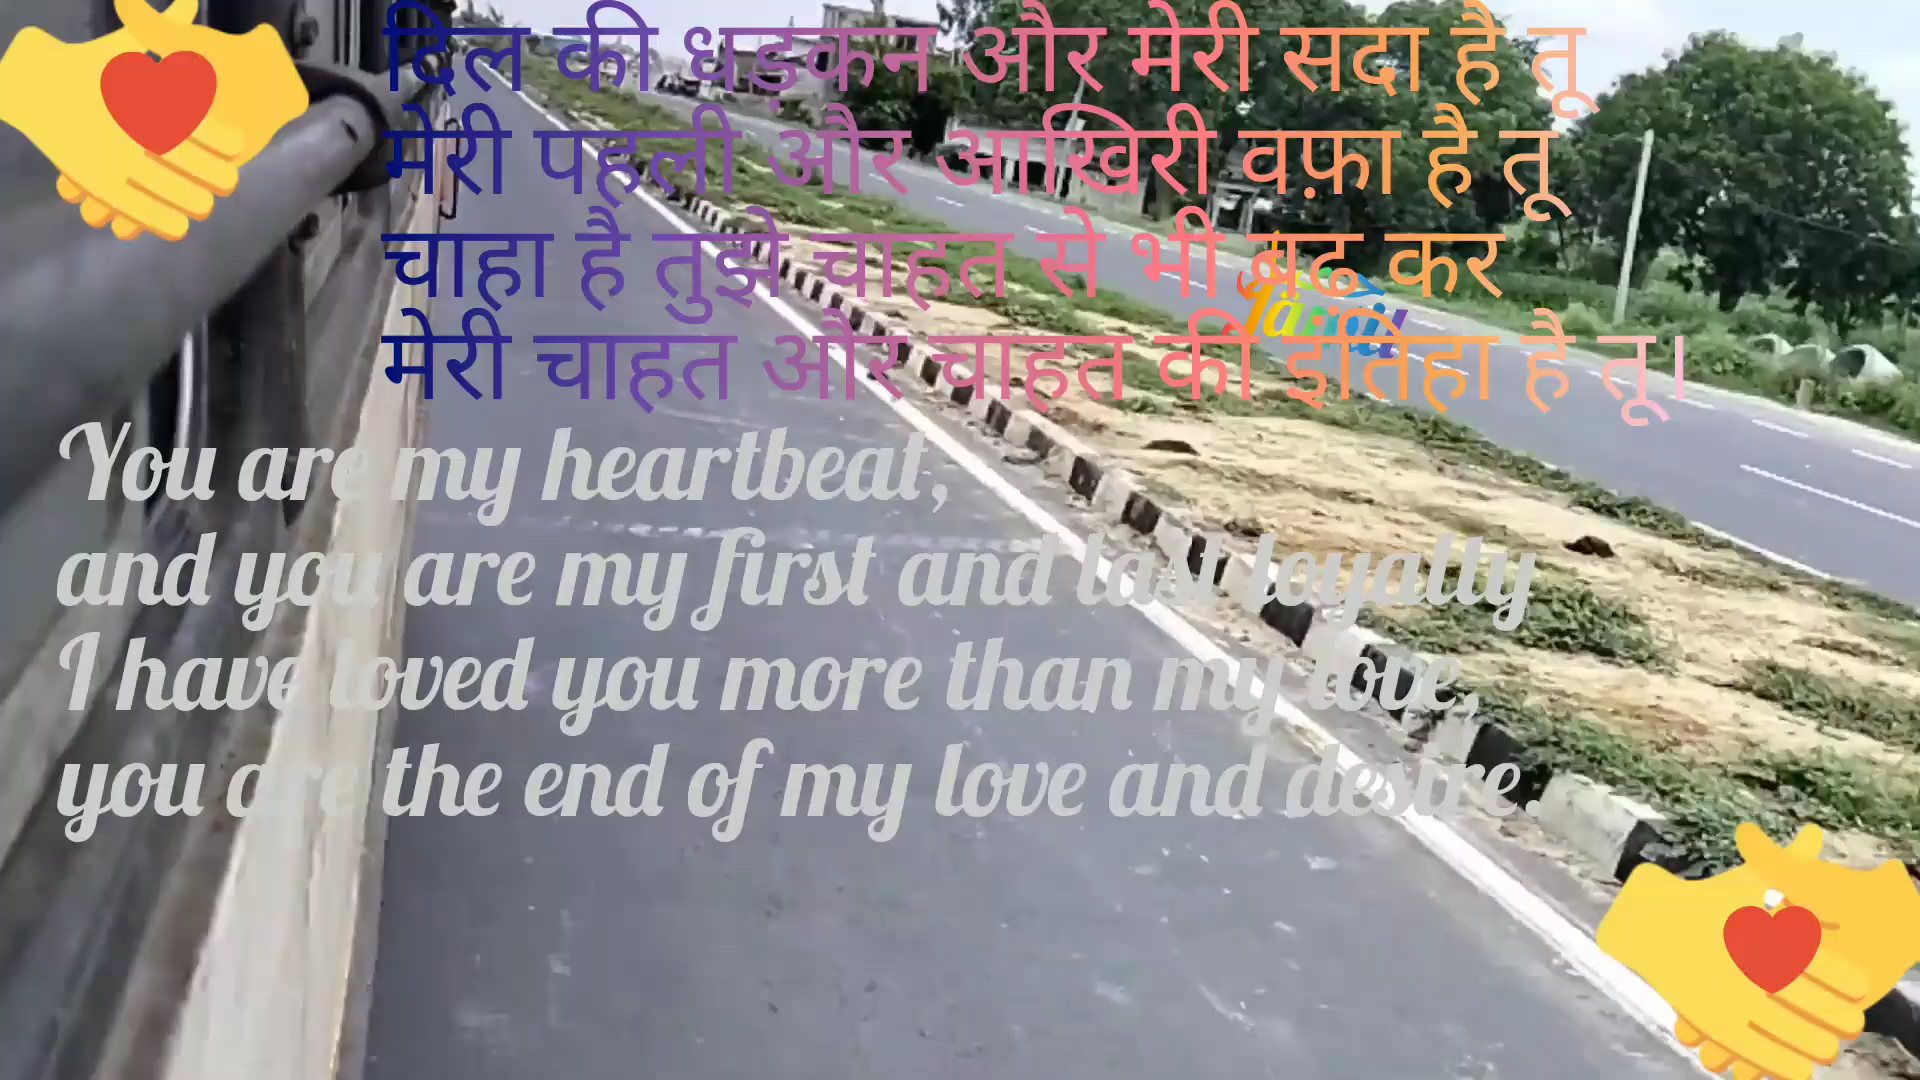 दिल की धड़कन और मेरी सदा है तू
मेरी पहली और आखिरी वफ़ा है तू
चाहा है तुझे चाहत से भी बढ कर
मेरी चाहत और चाहत की इंतिहा है तू।
You are my heartbeat,
and you are my first and last loyalty
I have loved you more than my love,
you are the end of my love and desire.